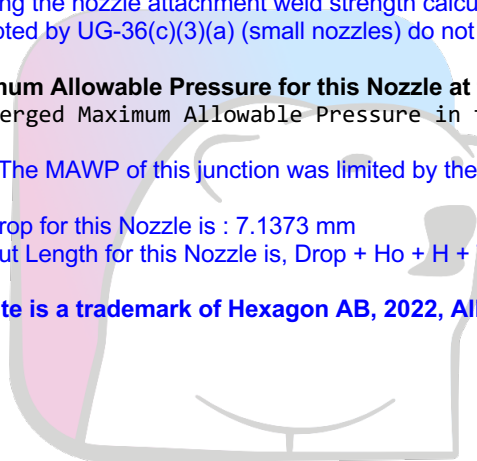 ing the nozzle attachment weld strength calcu
pted by UG-36(c)(3)(a) (small nozzles) do not
num Allowable Pressure for this Nozzle at
erged Maximum Allowable Pressure in
The MAWP of this junction was limited by the
rop for this Nozzle is : 7.1373 mm
ut Length for this Nozzle is, Drop + Ho + H +
te is a trademark of Hexagon AB, 2022, All